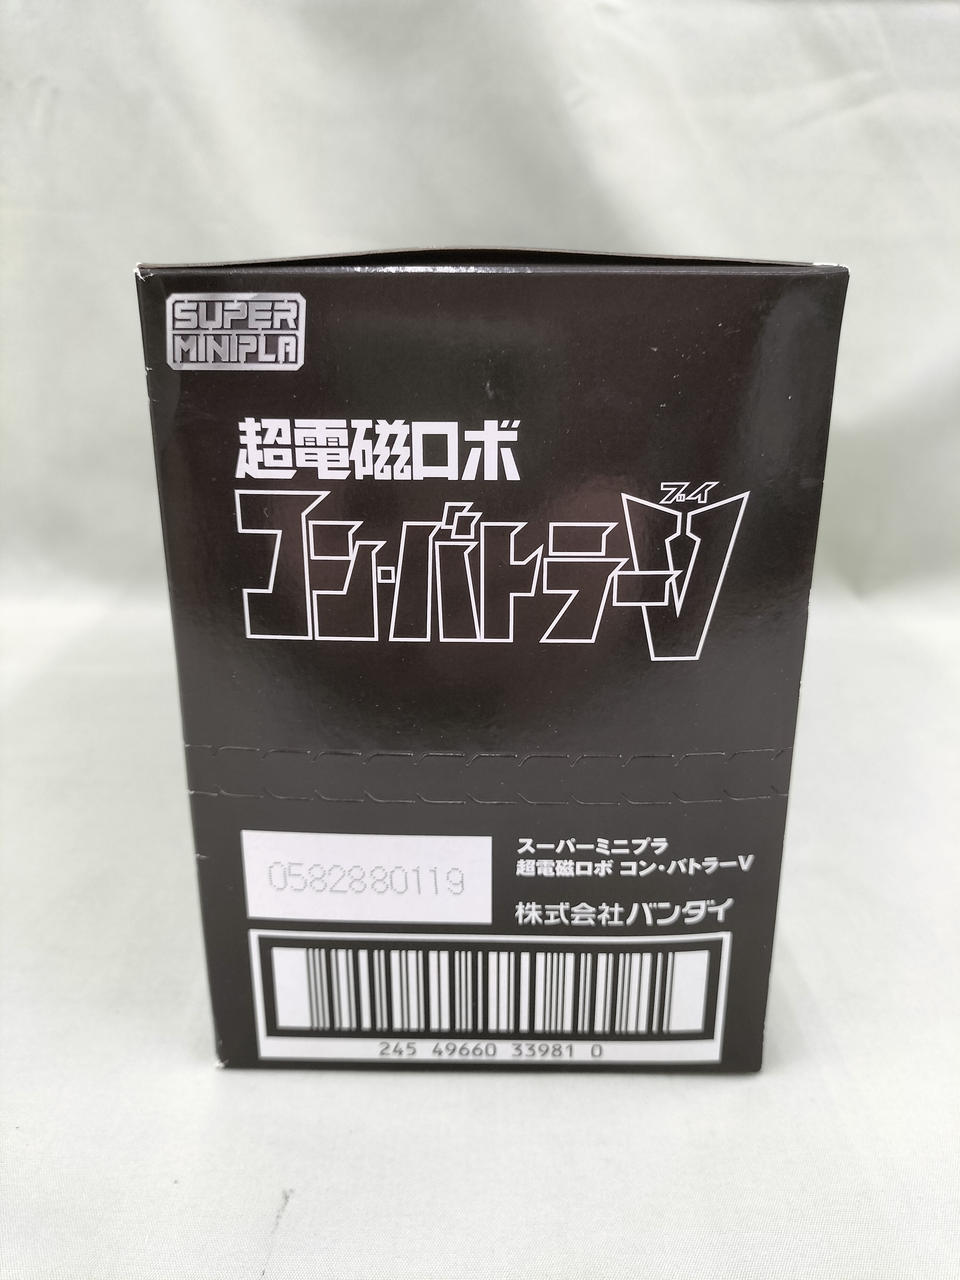 SUPER
MINIPLA
超電磁ロボ
ブイ
コン・バトラーV
0582880119
スーパーミニプラ
超電磁ロボ コン・バトラーV
株式会社バンダイ
245 49660 33981 0